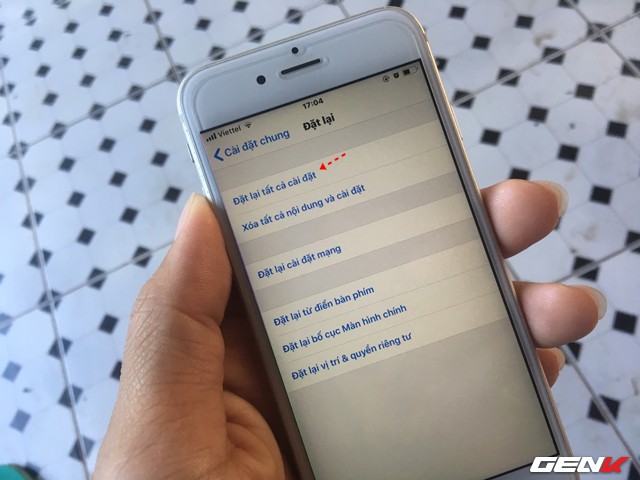 Viettel
17:04
Cài đặt chung
Đặt lại
Đặt lại tất cả cài đặt
Xóa tất cả nội dung và cài đặt
Đặt lại cài đặt mạng
Đặt lại từ điển bàn phím
Đặt lại bố cục Màn hình chính
Đặt lại vị trí & quyền riêng tư
GENK